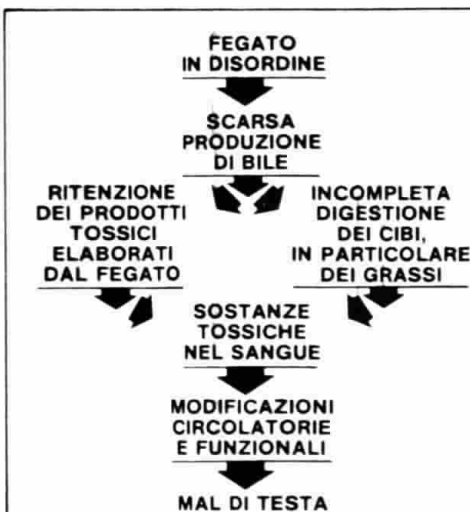 FEGATO
IN DISORDINE
SCARSA
PRODUZIONE
DI BILE
RITENZIONE
DEI PRODOTTI
TOSSICI
ELABORATI
DAL FEGATO
INCOMPLETA
DIGESTIONE
DEI CIBI,
IN PARTICOLARE
DEI GRASSI
SOSTANZE
TOSSICHE
NEL SANGUE
MODIFICAZIONI
CIRCOLATORIE
E FUNZIONALI
MAL DI TESTA